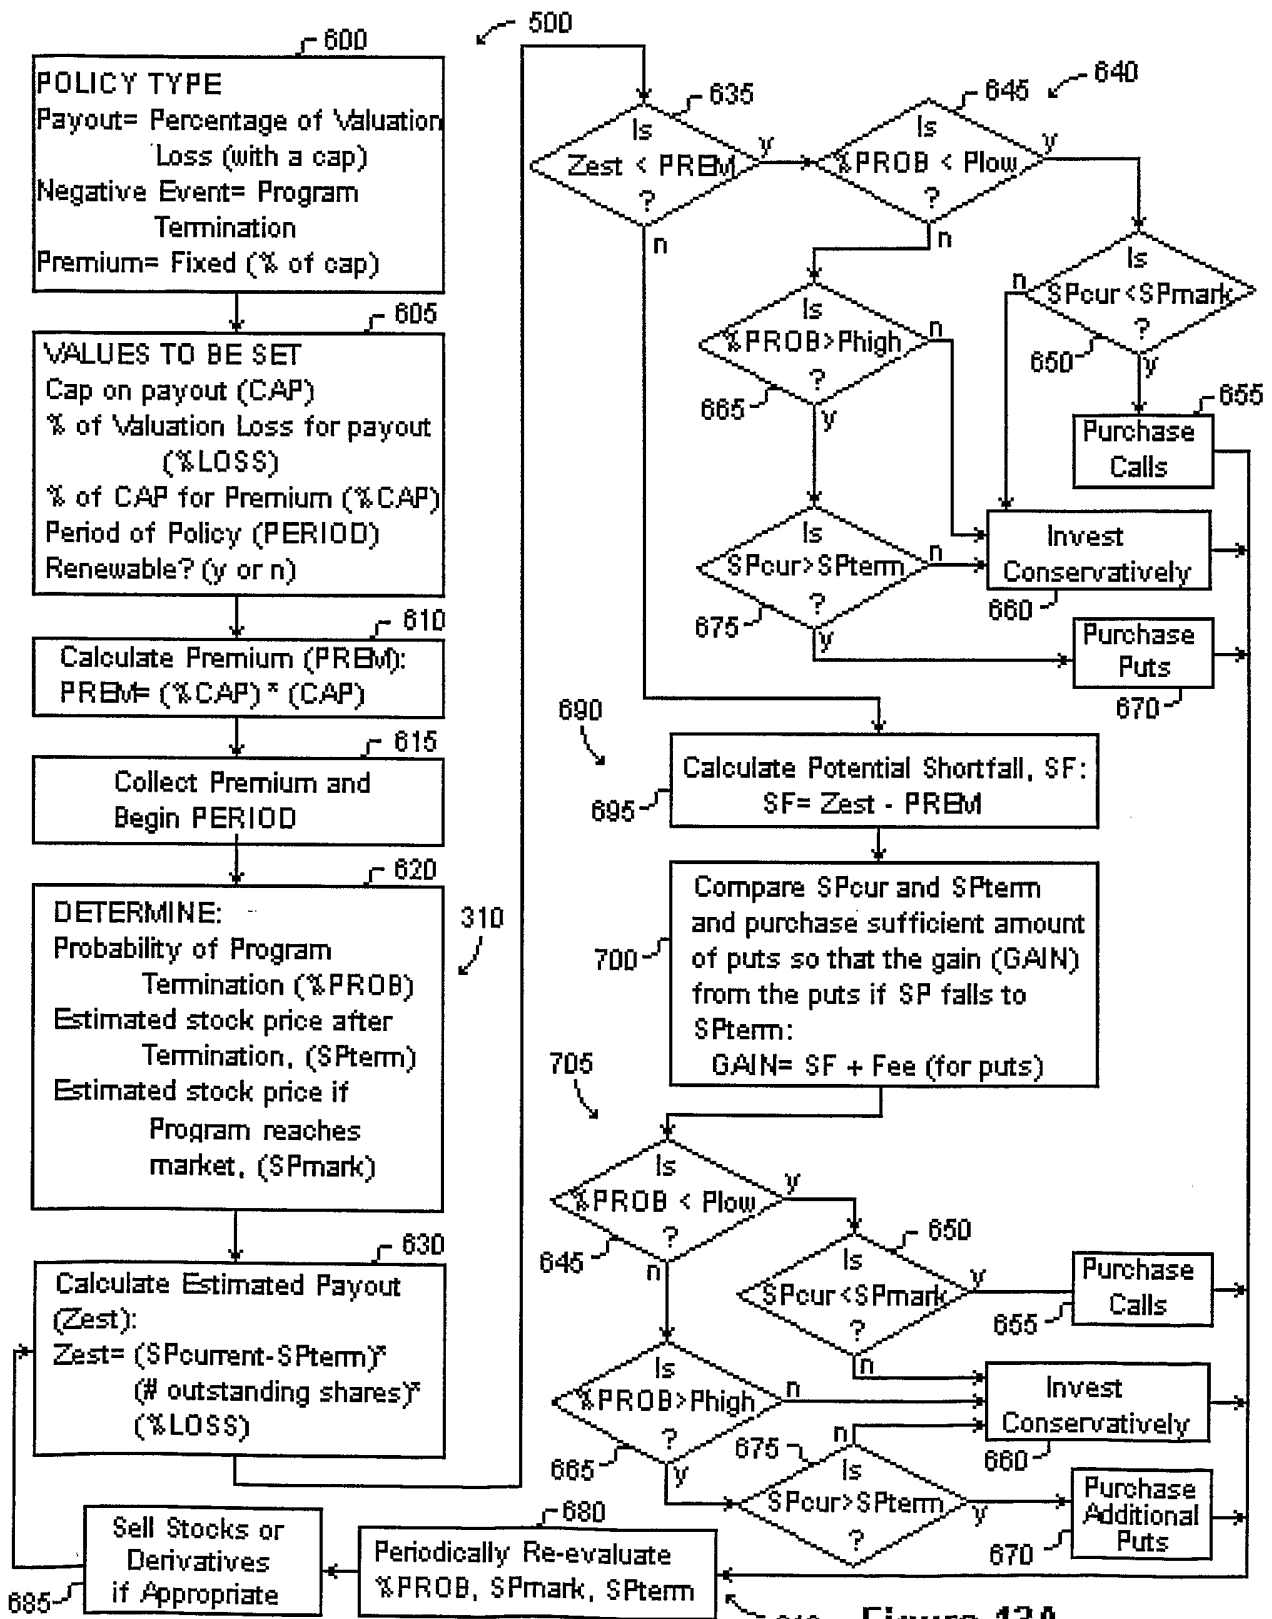 500
600
POLICY TYPE
Payout= Percentage of Valuation
Loss (with a cap)
Negative Event= Program
Termination
Premium= Fixed (% of cap)
605
VALUES TO BE SET
Cap on payout (CAP)
% of Valuation Loss for payout
(%LOSS)
% of CAP for Premium (%CAP)
Period of Policy (PERIOD)
Renewable? (y or n)
610
Calculate Premium (PREM):
PREM= (%CAP) * (CAP)
615
Collect Premium and
Begin PERIOD
620
DETERMINE:
Probability of Program
Termination (%PROB)
Estimated stock price after
Termination, (SPterm)
Estimated stock price if
Program reaches
market, (SPmark)
310
630
Calculate Estimated Payout
(Zest):
Zest= (SPcurrent-SPterm)*
(# outstanding shares)*
(%LOSS)
635
Is
Zest < PREM
?
y
n
640
645
Is
%PROB < Plow
?
y
n
Is
SPcur<SPmark
?
n
650
y
655
Purchase
Calls
Is
%PROB>Phigh
?
n
665
y
Is
SPcur>SPterm
?
n
675
y
Invest
Conservatively
660
Purchase
Puts
670
690
Calculate Potential Shortfall, SF:
SF= Zest - PREM
695
Compare SPcur and SPterm
and purchase sufficient amount
of puts so that the gain (GAIN)
from the puts if SP falls to
SPterm:
GAIN= SF + Fee (for puts)
700
705
Is
%PROB < Plow
?
y
645
n
650
Is
SPcur<SPmark
?
y
n
Purchase
Calls
655
Is
%PROB>Phigh
?
n
665
y
Invest
Conservatively
660
675
n
Is
SPcur>SPterm
?
y
Purchase
Additional
Puts
670
680
Periodically Re-evaluate
%PROB, SPmark, SPterm
Sell Stocks or
Derivatives
if Appropriate
685
Figure 13A